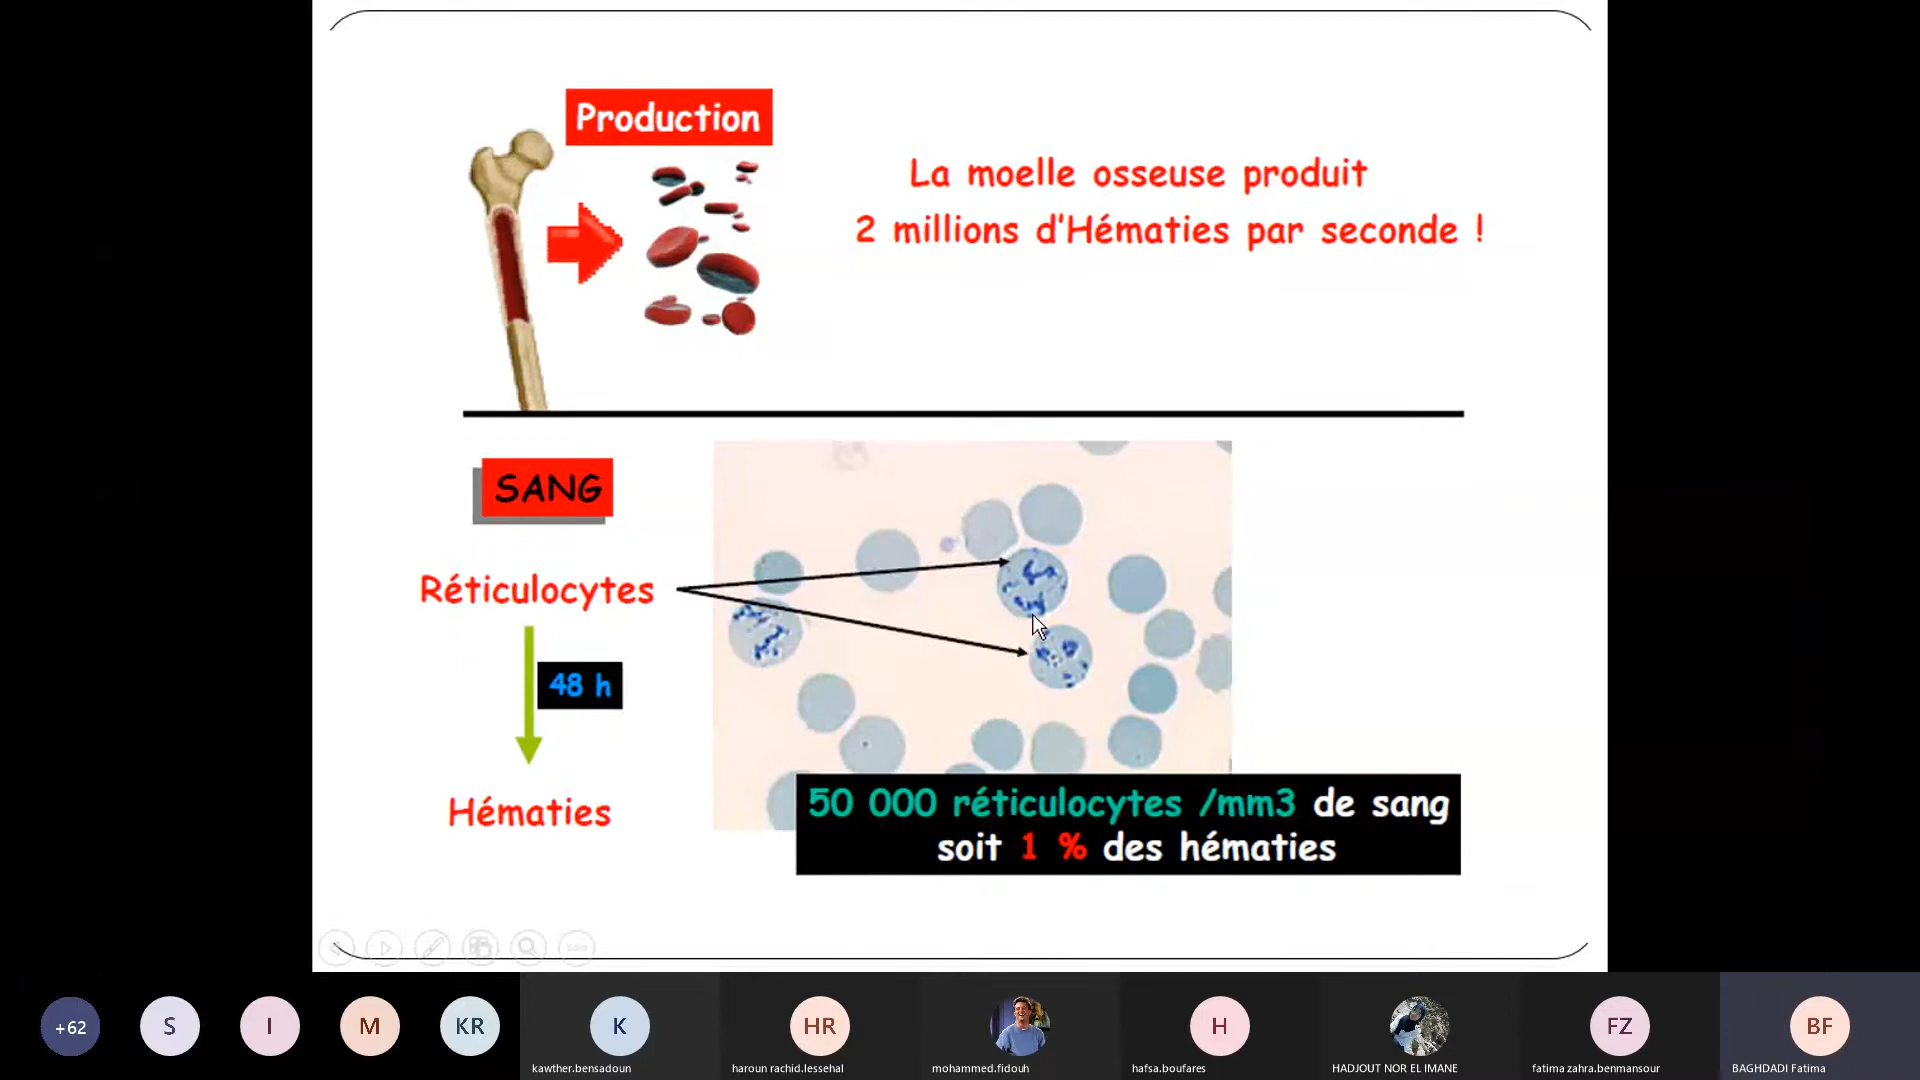 Production
La moelle osseuse produit
2 millions d'Hématies par seconde !
SANG
Réticulocytes
48 h
Hématies
50 000 réticulocytes /mm3 de sang
soit 1 % des hématies
+62
S
I
M
KR
K
HR
H
FZ
BF
kawther.bensadoun
haroun rachid.lessehal
mohammed.fidouh
hafsa.boufares
HADJOUT NOR EL IMANE
fatima zahra.benmansour
BAGHDADI Fatima